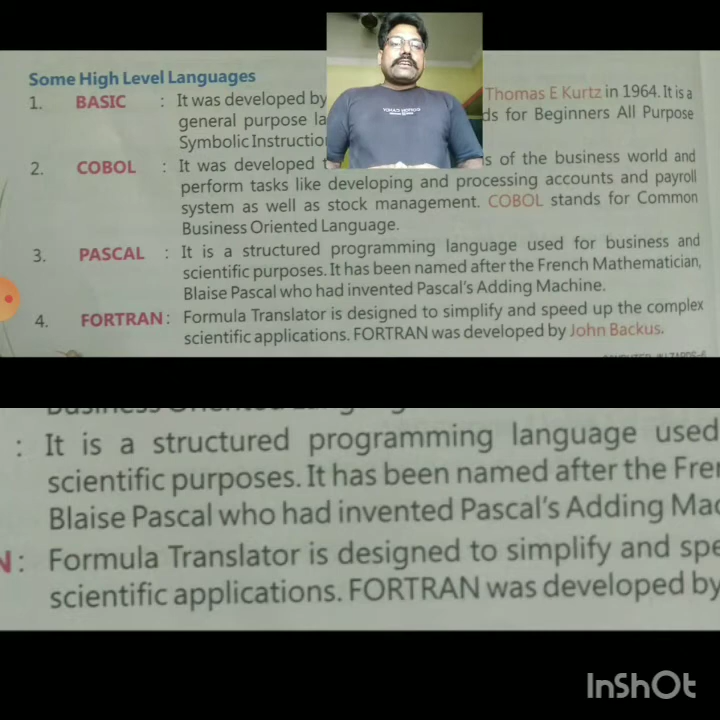 Some High Level Languages
1. BASIC : It was developed by Thomas E Kurtz in 1964. It is a
general purpose la ds for Beginners All Purpose
Symbolic Instructio
2. COBOL : It was developed t s of the business world and
perform tasks like developing and processing accounts and payroll
system as well as stock management. COBOL stands for Common
Business Oriented Language.
3. PASCAL : It is a structured programming language used for business and
scientific purposes. It has been named after the French Mathematician,
Blaise Pascal who had invented Pascal's Adding Machine.
4. FORTRAN : Formula Translator is designed to simplify and speed up the complex
scientific applications. FORTRAN was developed by John Backus.
: It is a structured programming language used
scientific purposes. It has been named after the Fre
Blaise Pascal who had invented Pascal's Adding Mac
N : Formula Translator is designed to simplify and spe
scientific applications. FORTRAN was developed by
InShOt